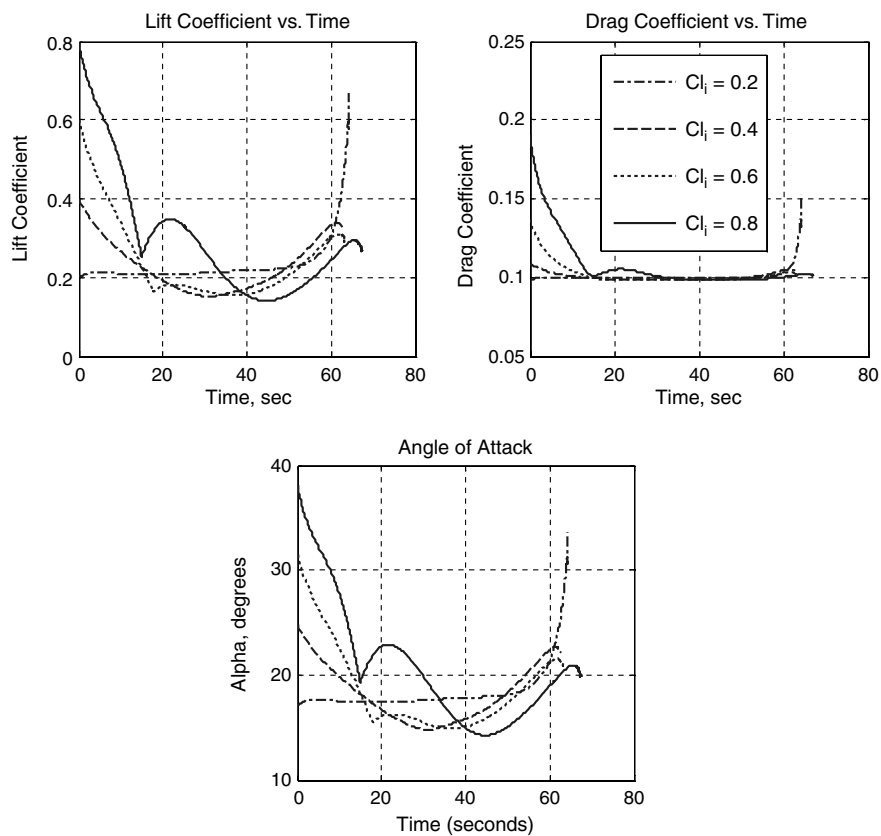 Lift Coefficient vs. Time
0.8
0.6
0.4
0.2
0
Lift Coefficient
0
20
40
60
80
Time, sec
Drag Coefficient vs. Time
0.25
0.2
0.15
0.1
0.05
Drag Coefficient
Cl_i = 0.2
Cl_i = 0.4
Cl_i = 0.6
Cl_i = 0.8
0
20
40
60
80
Time, sec
Angle of Attack
40
30
20
10
Alpha, degrees
0
20
40
60
80
Time (seconds)